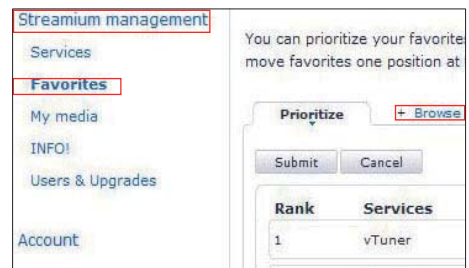 Streamium management
Services
Favorites
My media
INFO!
Users & Upgrades
Account
You can prioritize your favorite
move favorites one position at
Prioritize
+ Browse
Submit Cancel
Rank Services
1 vTuner